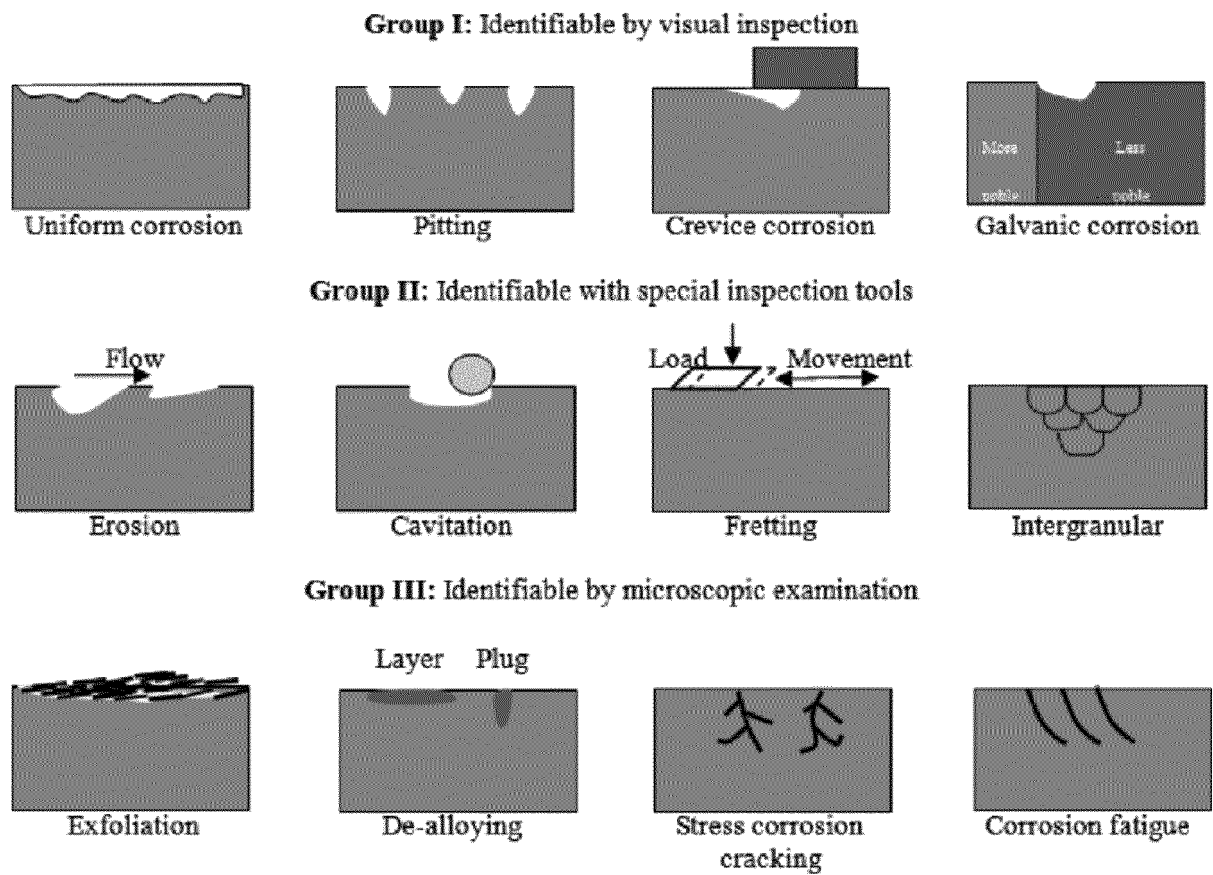 Group I: Identifiable by visual inspection
More Less
noble noble
Uniform corrosion Pitting Crevice corrosion Galvanic corrosion
Group II: Identifiable with special inspection tools
Flow Load Movement
Erosion Cavitation Fretting Intergranular
Group III: Identifiable by microscopic examination
Layer Plug
Exfoliation De-alloying Stress corrosion Corrosion fatigue
cracking